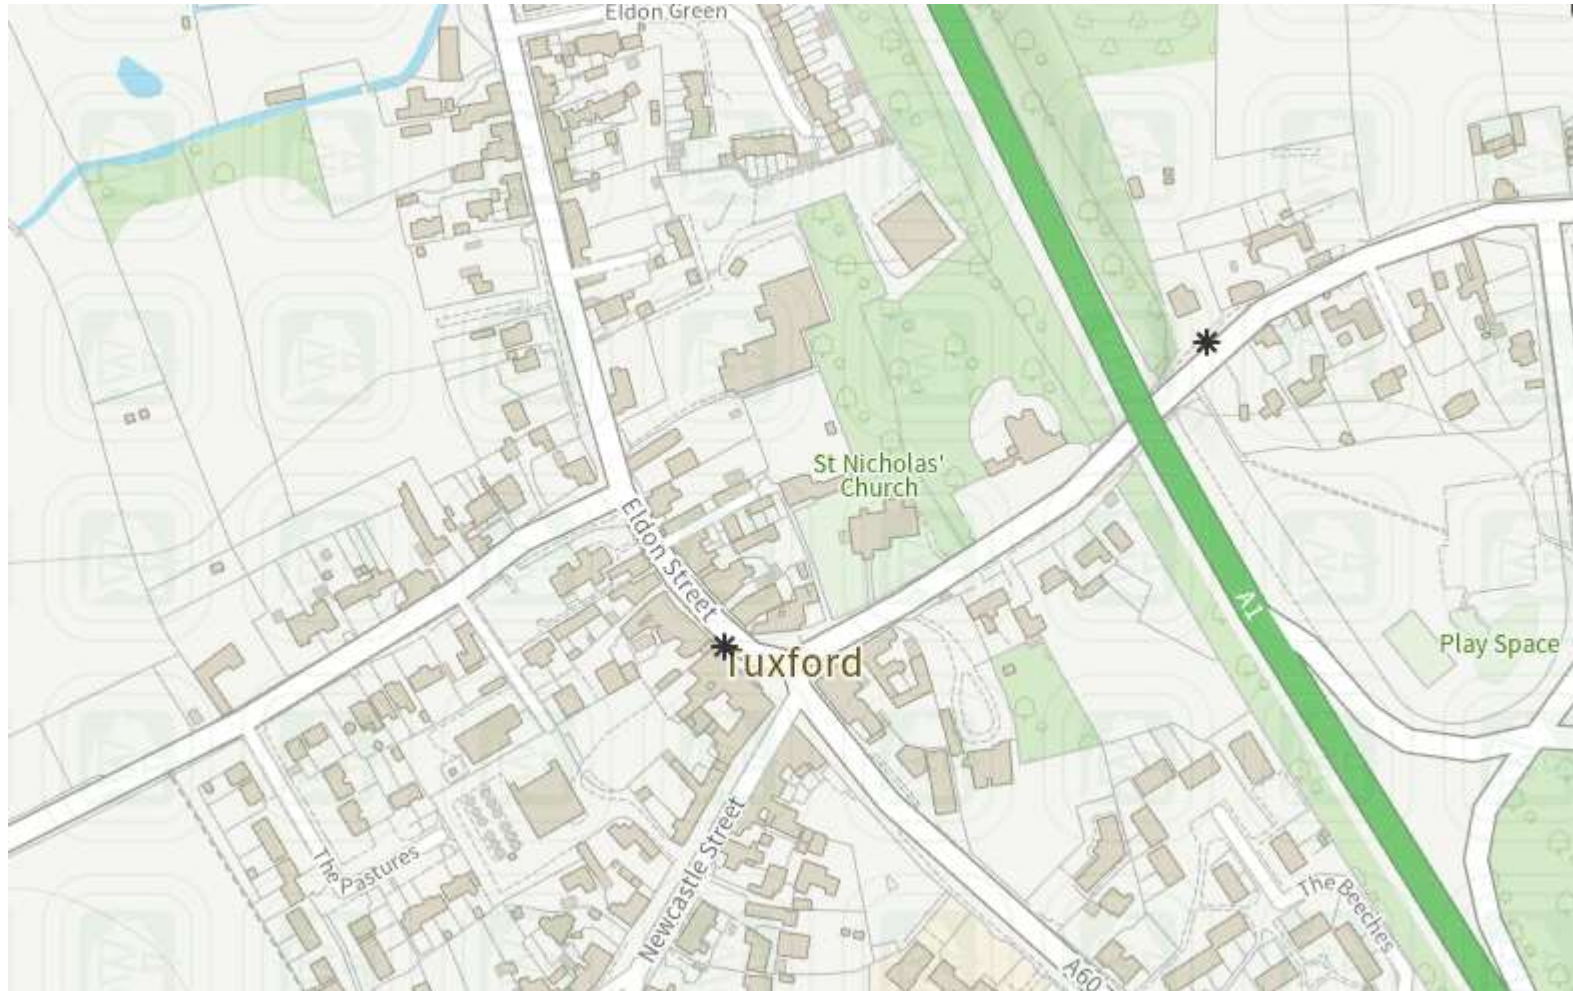 Eldon Green
St Nicholas'
Church
Eldon Street
A1
Tuxford
Play Space
The
Pastures
Newcastle Street
The Beeches
A60